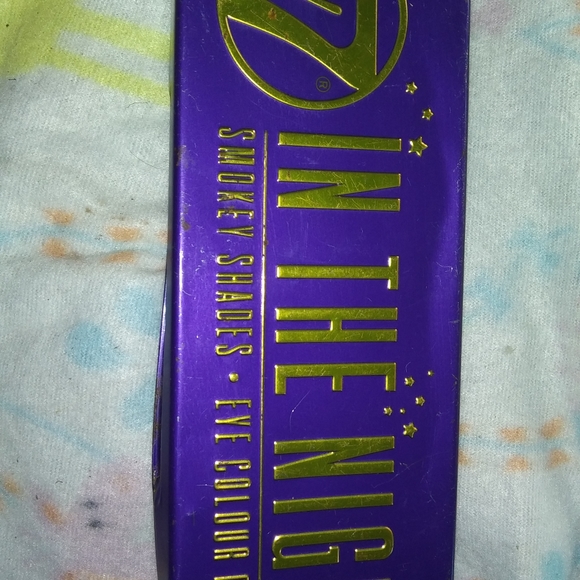 7
®
IN THE NIG
SMOKEY SHADES • EYE COLOUR